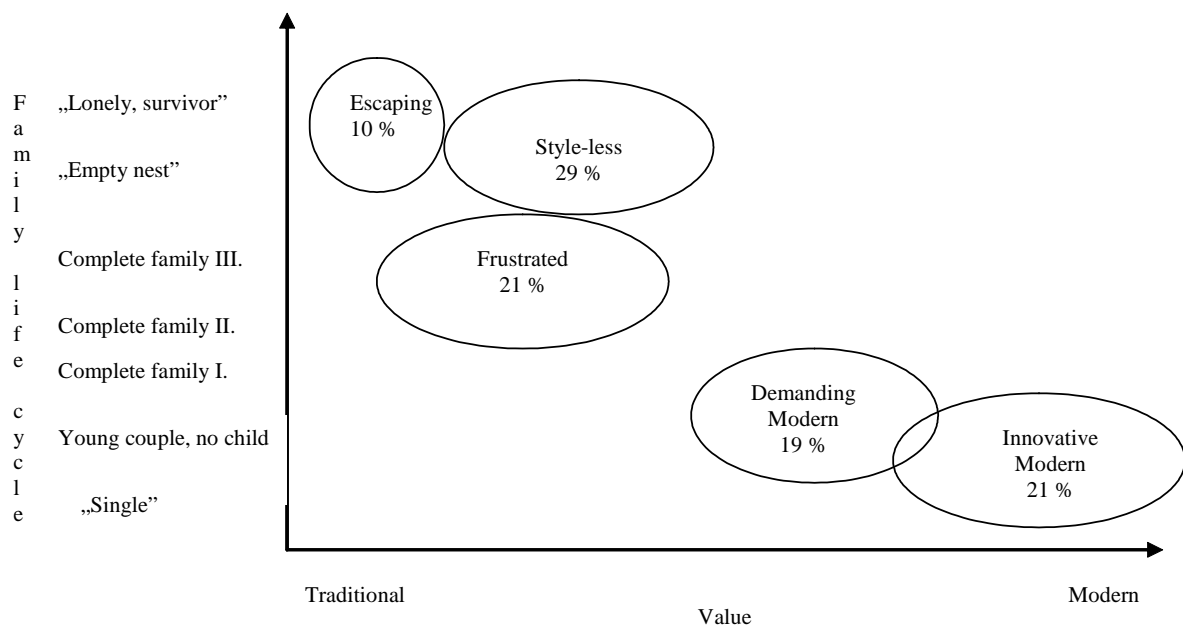 Family life cycle
„Lonely, survivor”
„Empty nest”
Complete family III.
Complete family II.
Complete family I.
Young couple, no child
„Single”
Escaping
10 %
Style-less
29 %
Frustrated
21 %
Demanding
Modern
19 %
Innovative
Modern
21 %
Traditional
Modern
Value